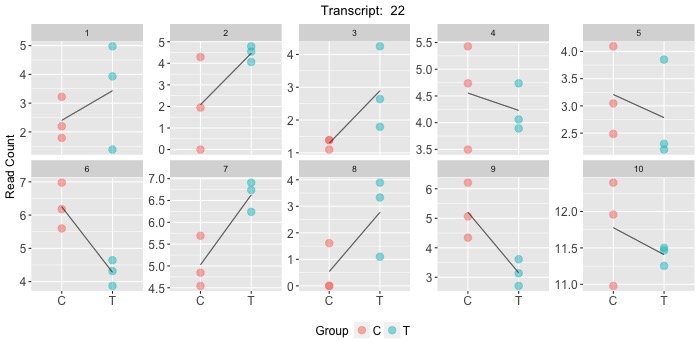 Transcript: 22
1 2 3 4 5
5 4 3 2
5 4 3 2 1 0
4 3 2 1
5.5 5.0 4.5 4.0 3.5
4.0 3.5 3.0 2.5
Read Count
6 7 8 9 10
7 6 5 4
7.0 6.5 6.0 5.5 5.0 4.5
4 3 2 1 0
6 5 4 3
12.0 11.5 11.0
C T C T C T C T C T
Group C T